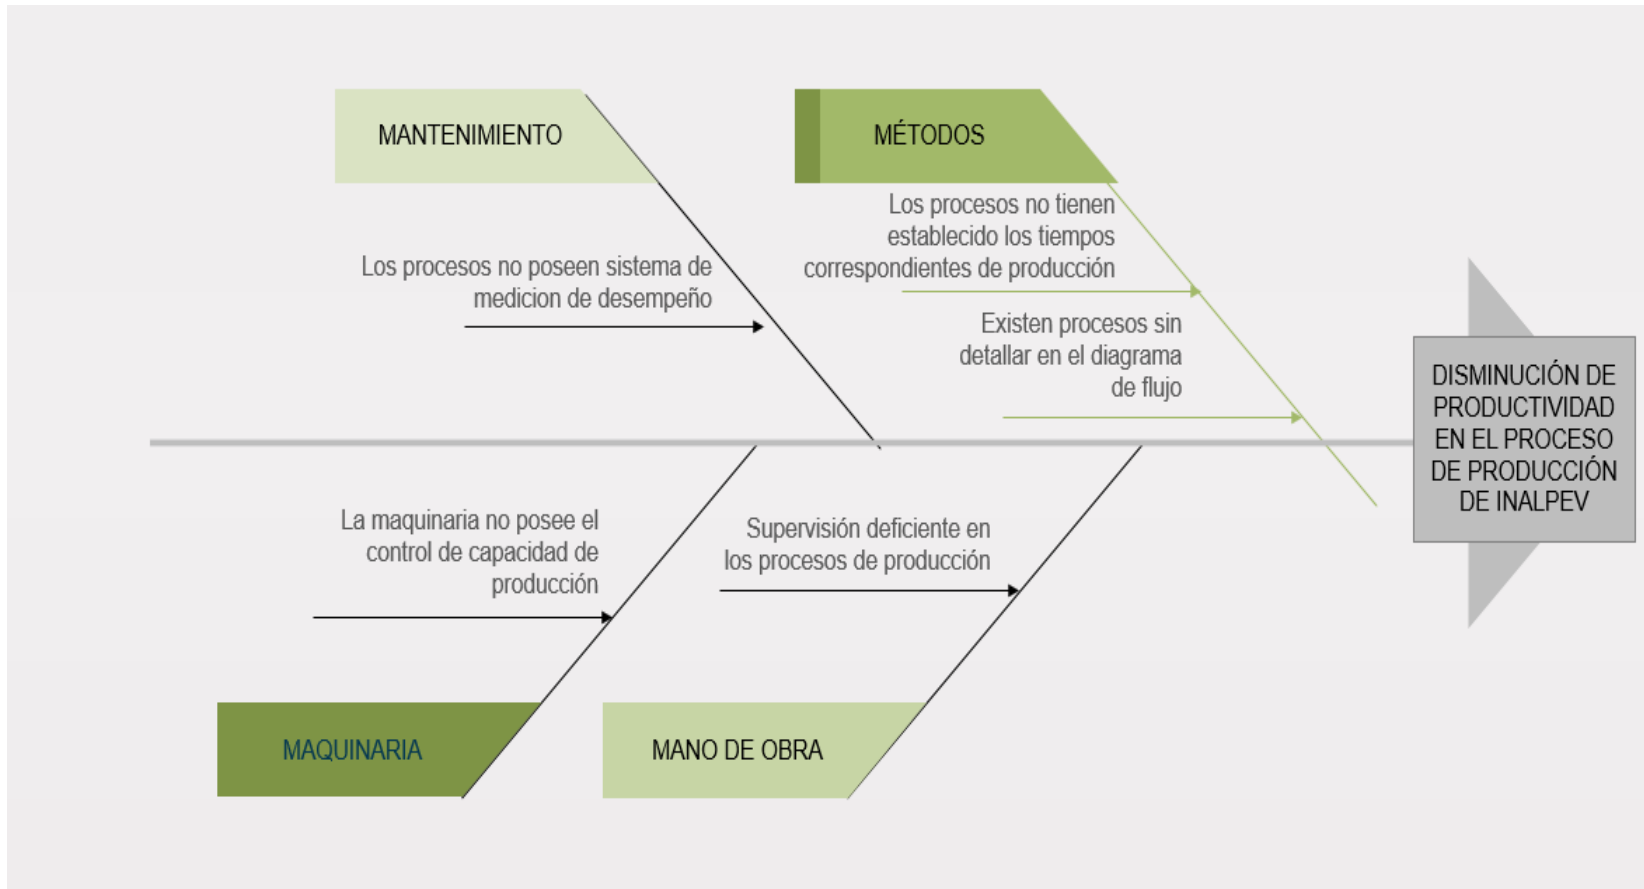 MANTENIMIENTO
MÉTODOS
Los procesos no tienen
establecido los tiempos
correspondientes de producción
Los procesos no poseen sistema de
medicion de desempeño
Existen procesos sin
detallar en el diagrama
de flujo
DISMINUCIÓN DE
PRODUCTIVIDAD
EN EL PROCESO
DE PRODUCCIÓN
DE INALPEV
La maquinaria no posee el
control de capacidad de
producción
Supervisión deficiente en
los procesos de producción
MAQUINARIA
MANO DE OBRA